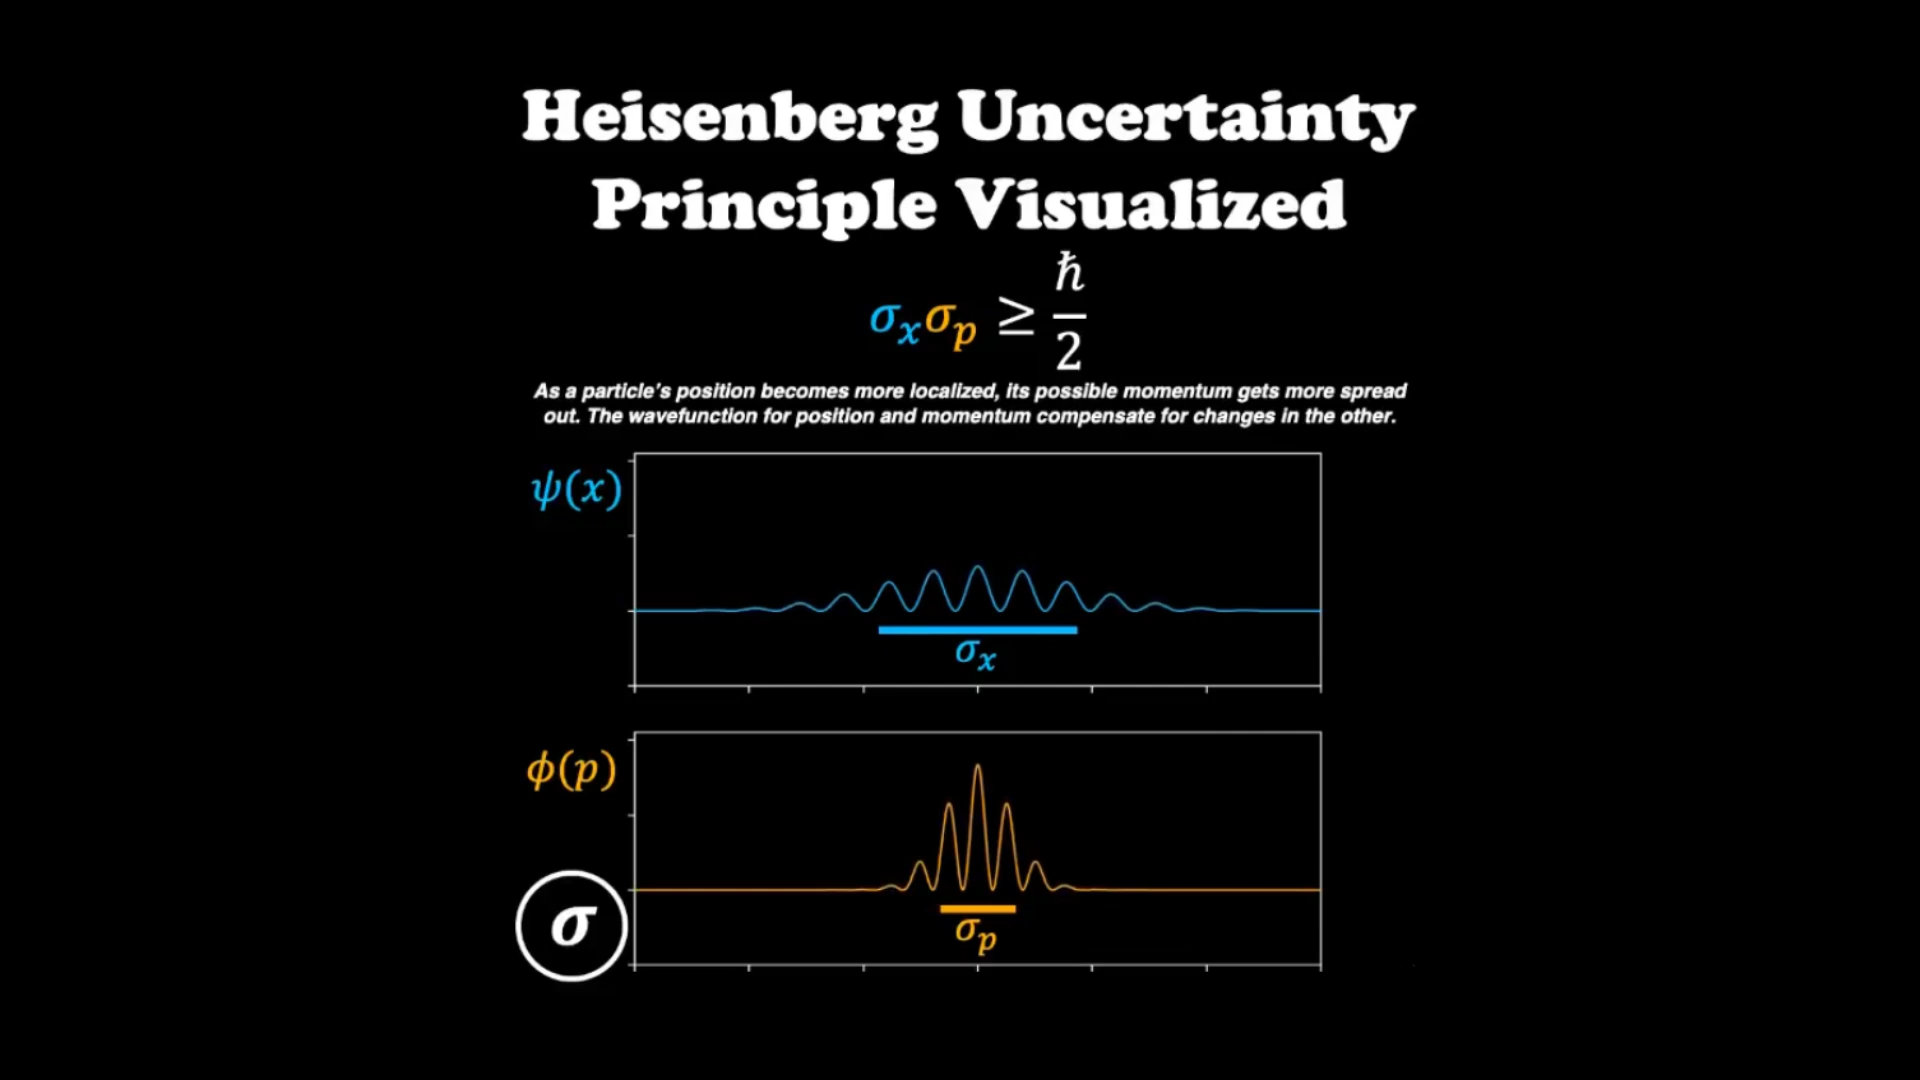 Heisenberg Uncertainty
Principle Visualized
σₓσₚ ≥ ħ/2
As a particle's position becomes more localized, its possible momentum gets more spread
out. The wavefunction for position and momentum compensate for changes in the other.
ψ(x)
σₓ
ϕ(p)
σₚ
σ